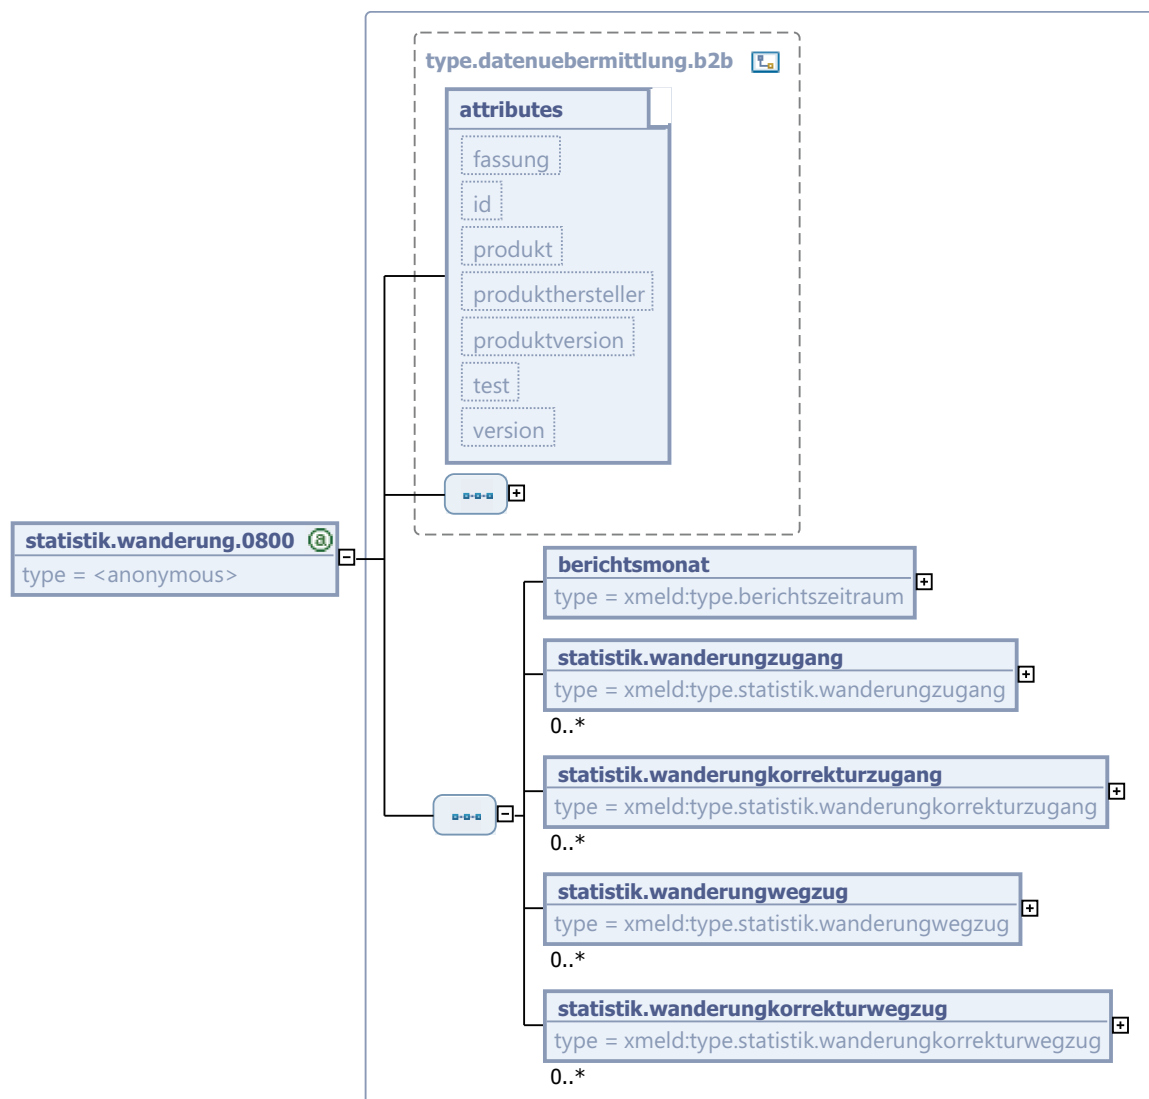 type.datenuebermittlung.b2b
attributes
fassung
id
produkt
produkthersteller
produktversion
test
version
statistik.wanderung.0800 a
type = <anonymous>
berichtsmonat
type = xmeld:type.berichtszeitraum
statistik.wanderungzugang
type = xmeld:type.statistik.wanderungzugang
0..*
statistik.wanderungkorrekturzugang
type = xmeld:type.statistik.wanderungkorrekturzugang
0..*
statistik.wanderungwegzug
type = xmeld:type.statistik.wanderungwegzug
0..*
statistik.wanderungkorrekturwegzug
type = xmeld:type.statistik.wanderungkorrekturwegzug
0..*